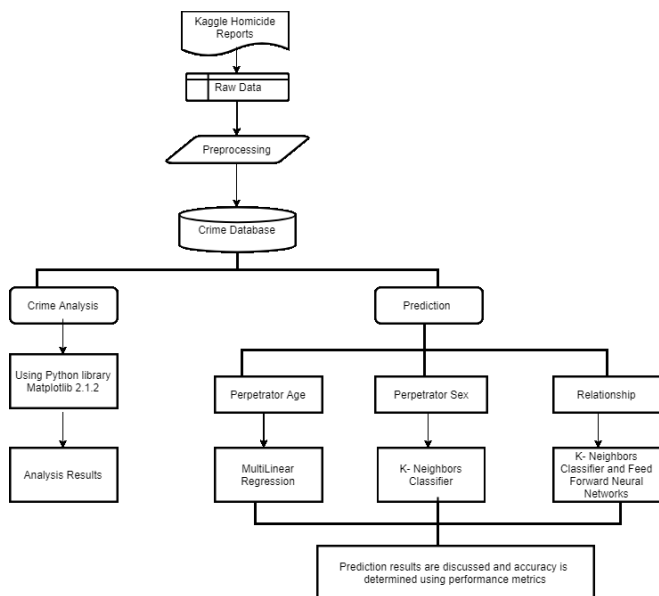 Kaggle Homicide
Reports
Raw Data
Preprocessing
Crime Database
Crime Analysis
Prediction
Using Python library
Matplotlib 2.1.2
Perpetrator Age
Perpetrator Sex
Relationship
Analysis Results
MultiLinear
Regression
K- Neighbors
Classifier
K- Neighbors
Classifier and Feed
Forward Neural
Networks
Prediction results are discussed and accuracy is
determined using performance metrics